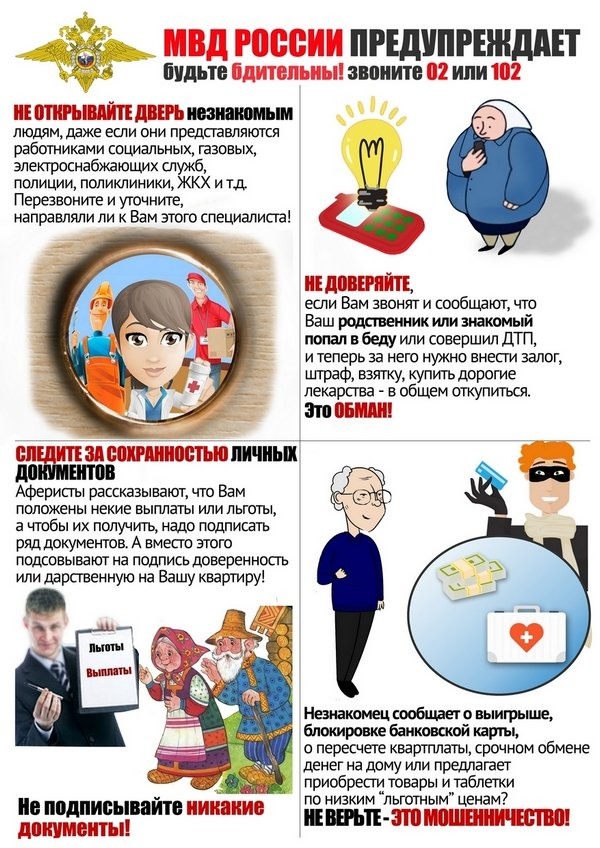 МВД РОССИИ ПРЕДУПРЕЖДАЕТ
будьте бдительны! звоните 02 или 102
НЕ ОТКРЫВАЙТЕ ДВЕРЬ незнакомым
людям, даже если они представляются
работниками социальных, газовых,
электроснабжающих служб,
полиции, поликлиники, ЖКХ и т.д.
Перезвоните и уточните,
направляли ли к Вам этого специалиста!
НЕ ДОВЕРЯЙТЕ,
если Вам звонят и сообщают, что
Ваш родственник или знакомый
попал в беду или совершил ДТП,
и теперь за него нужно внести залог,
штраф, взятку, купить дорогие
лекарства - в общем откупиться.
Это ОБМАН!
СЛЕДИТЕ ЗА СОХРАННОСТЬЮ ЛИЧНЫХ
ДОКУМЕНТОВ
Аферисты рассказывают, что Вам
положены некие выплаты или льготы,
а чтобы их получить, надо подписать
ряд документов. А вместо этого
подсовывают на подпись доверенность
или дарственную на Вашу квартиру!
Льготы
Выплаты
Не подписывайте никакие
документы!
Незнакомец сообщает о выигрыше,
блокировке банковской карты,
о пересчете квартплаты, срочном обмене
денег на дому или предлагает
приобрести товары и таблетки
по низким “льготным” ценам?
НЕ ВЕРЬТЕ - ЭТО МОШЕННИЧЕСТВО!